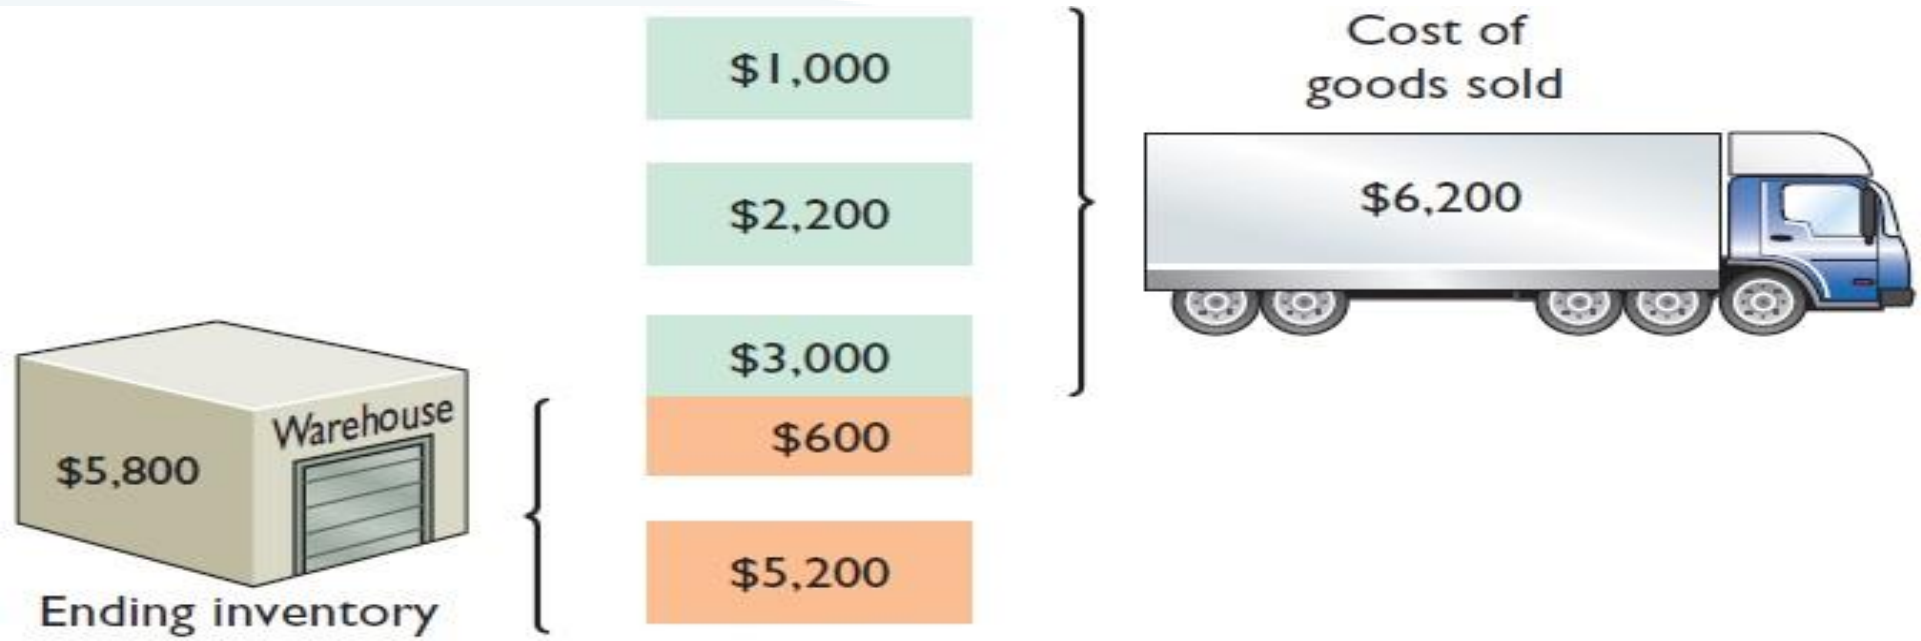 $1,000
$2,200
$3,000
$600
$5,200
Cost of
goods sold
$6,200
Warehouse
$5,800
Ending inventory